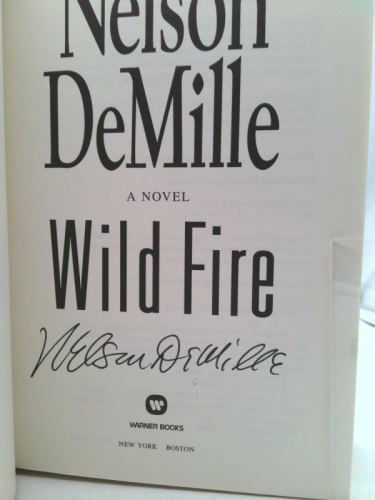 Nelson
DeMille
A NOVEL
Wild Fire
Nelson DeMille
WARNER BOOKS
NEW YORK BOSTON